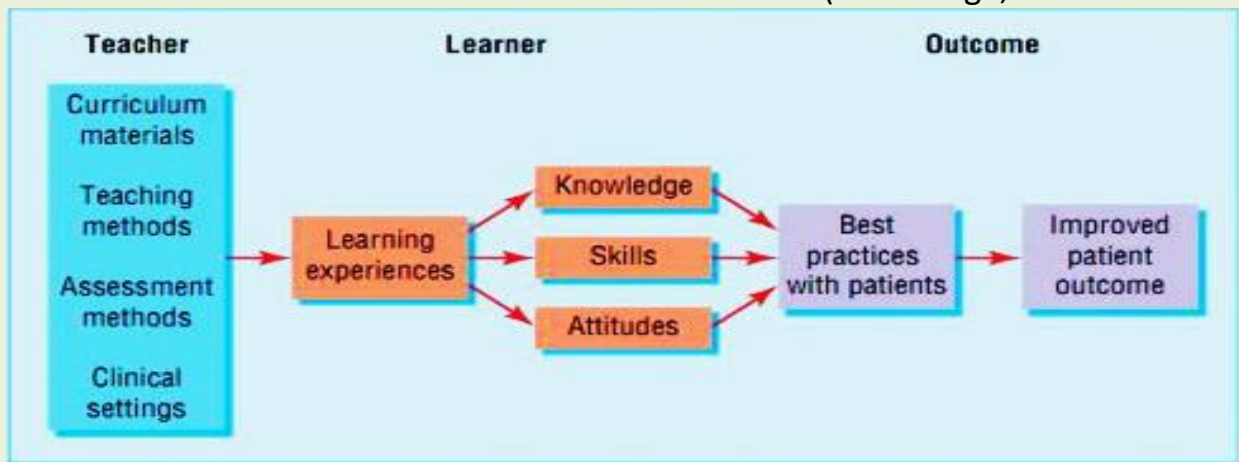 Teacher
Learner
Outcome
Curriculum
materials
Teaching
methods
Assessment
methods
Clinical
settings
Learning
experiences
Knowledge
Skills
Attitudes
Best
practices
with patients
Improved
patient
outcome